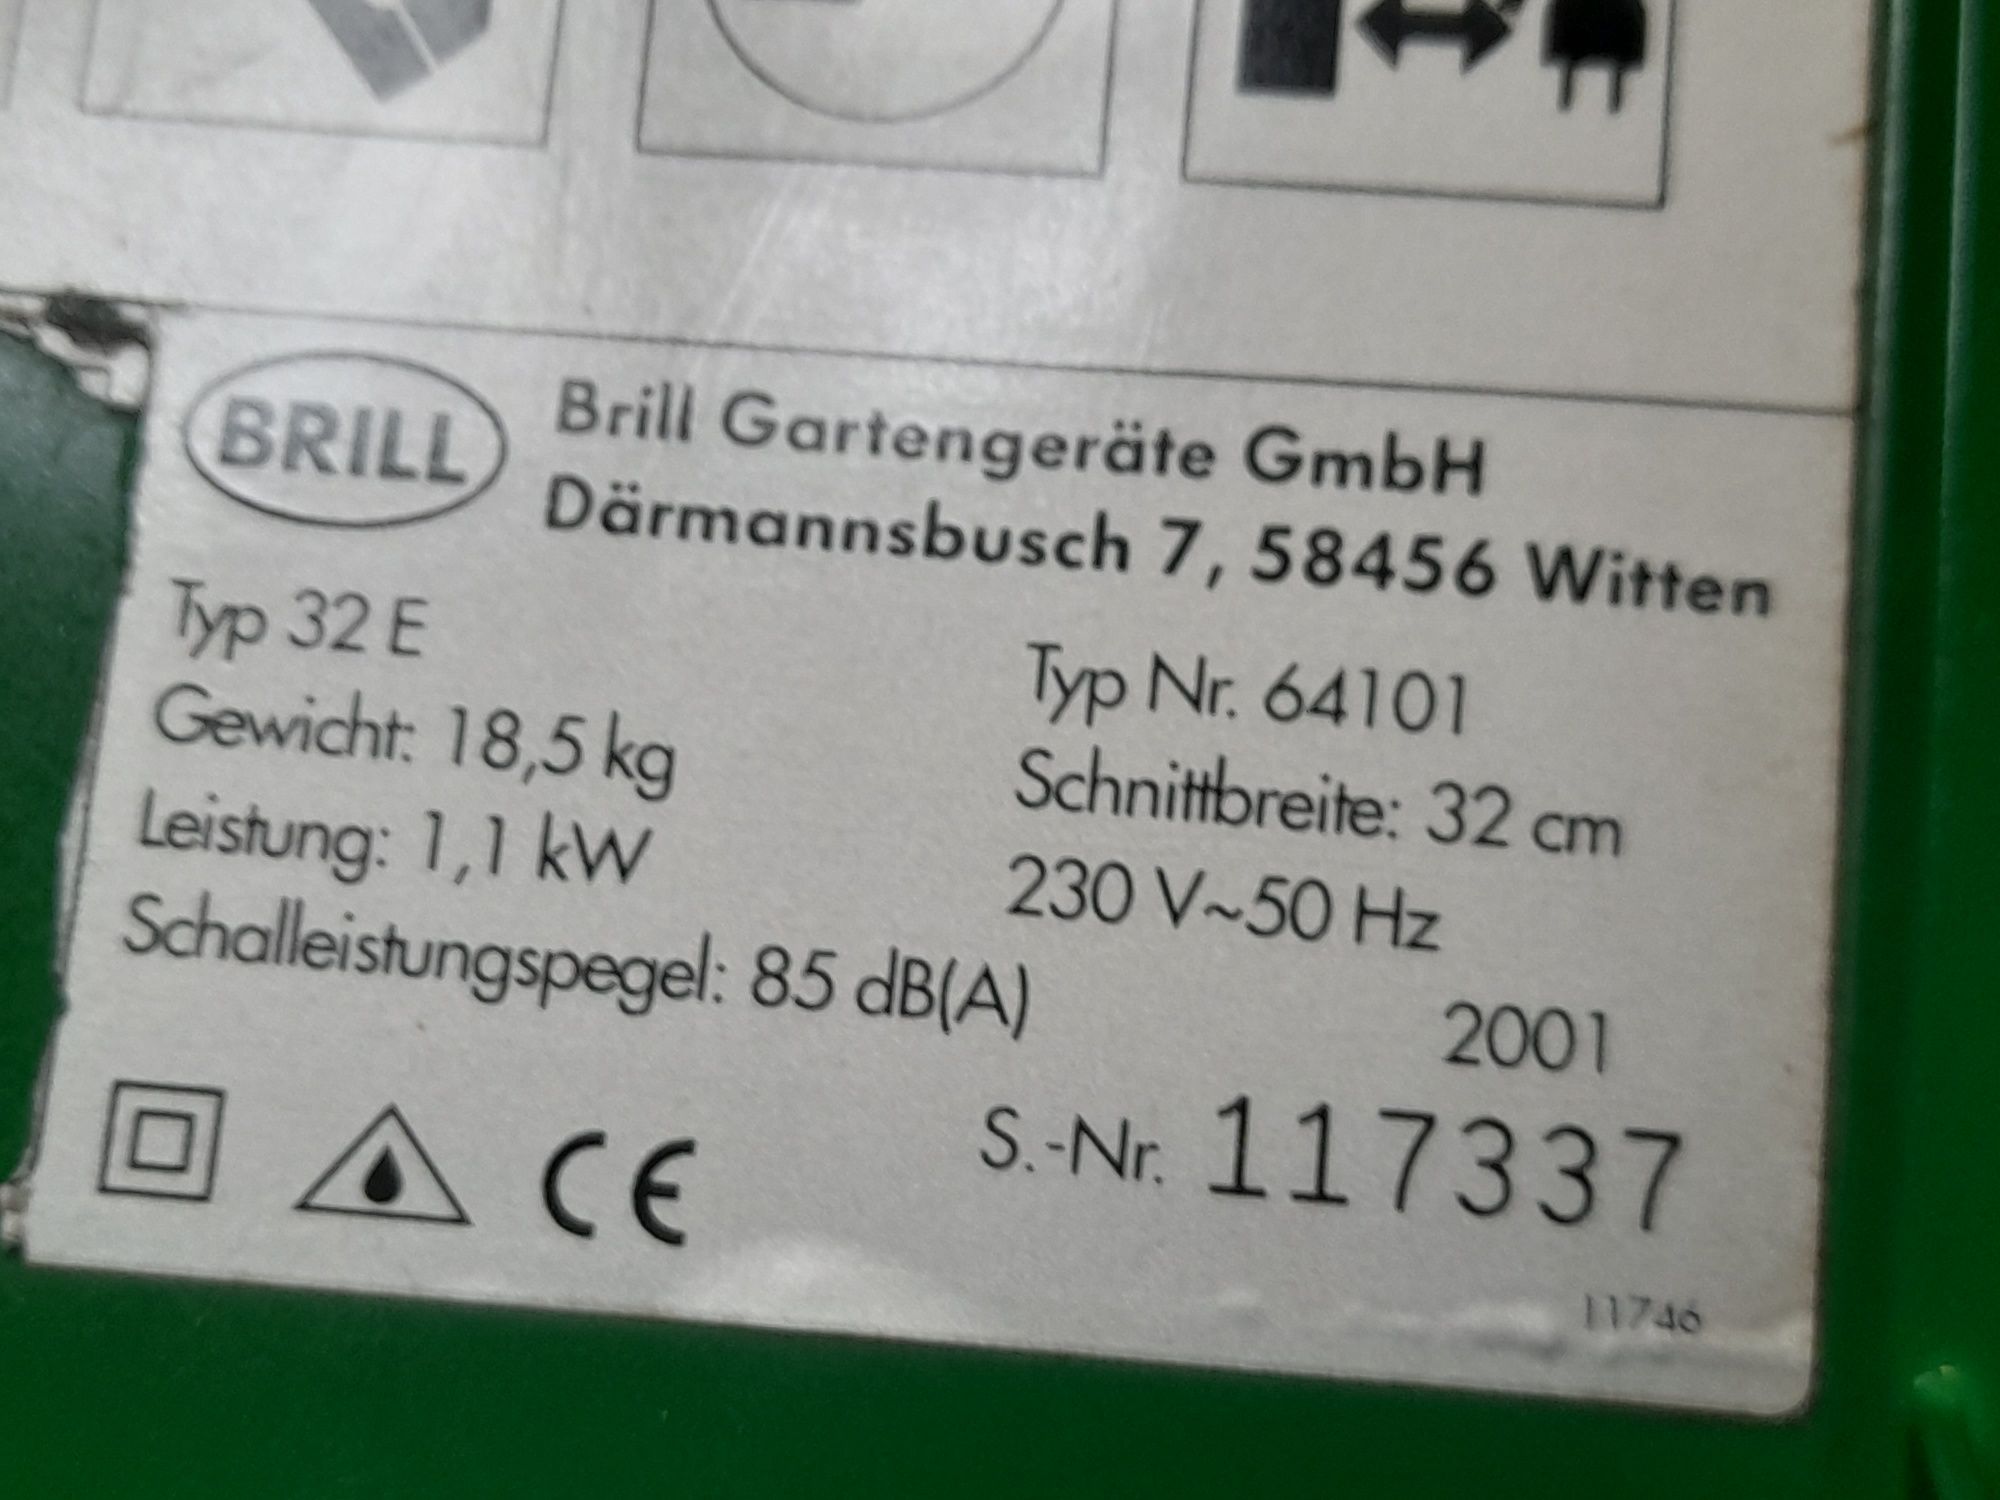 BRILL
Brill Gartengeräte GmbH
Därmannsbusch 7, 58456 Witten
Typ 32 E
Typ Nr. 64101
Gewicht: 18,5 kg
Schnittbreite: 32 cm
Leistung: 1,1 kW
230 V~50 Hz
Schalleistungspegel: 85 dB(A)
2001
CE
S.-Nr. 117337
11746